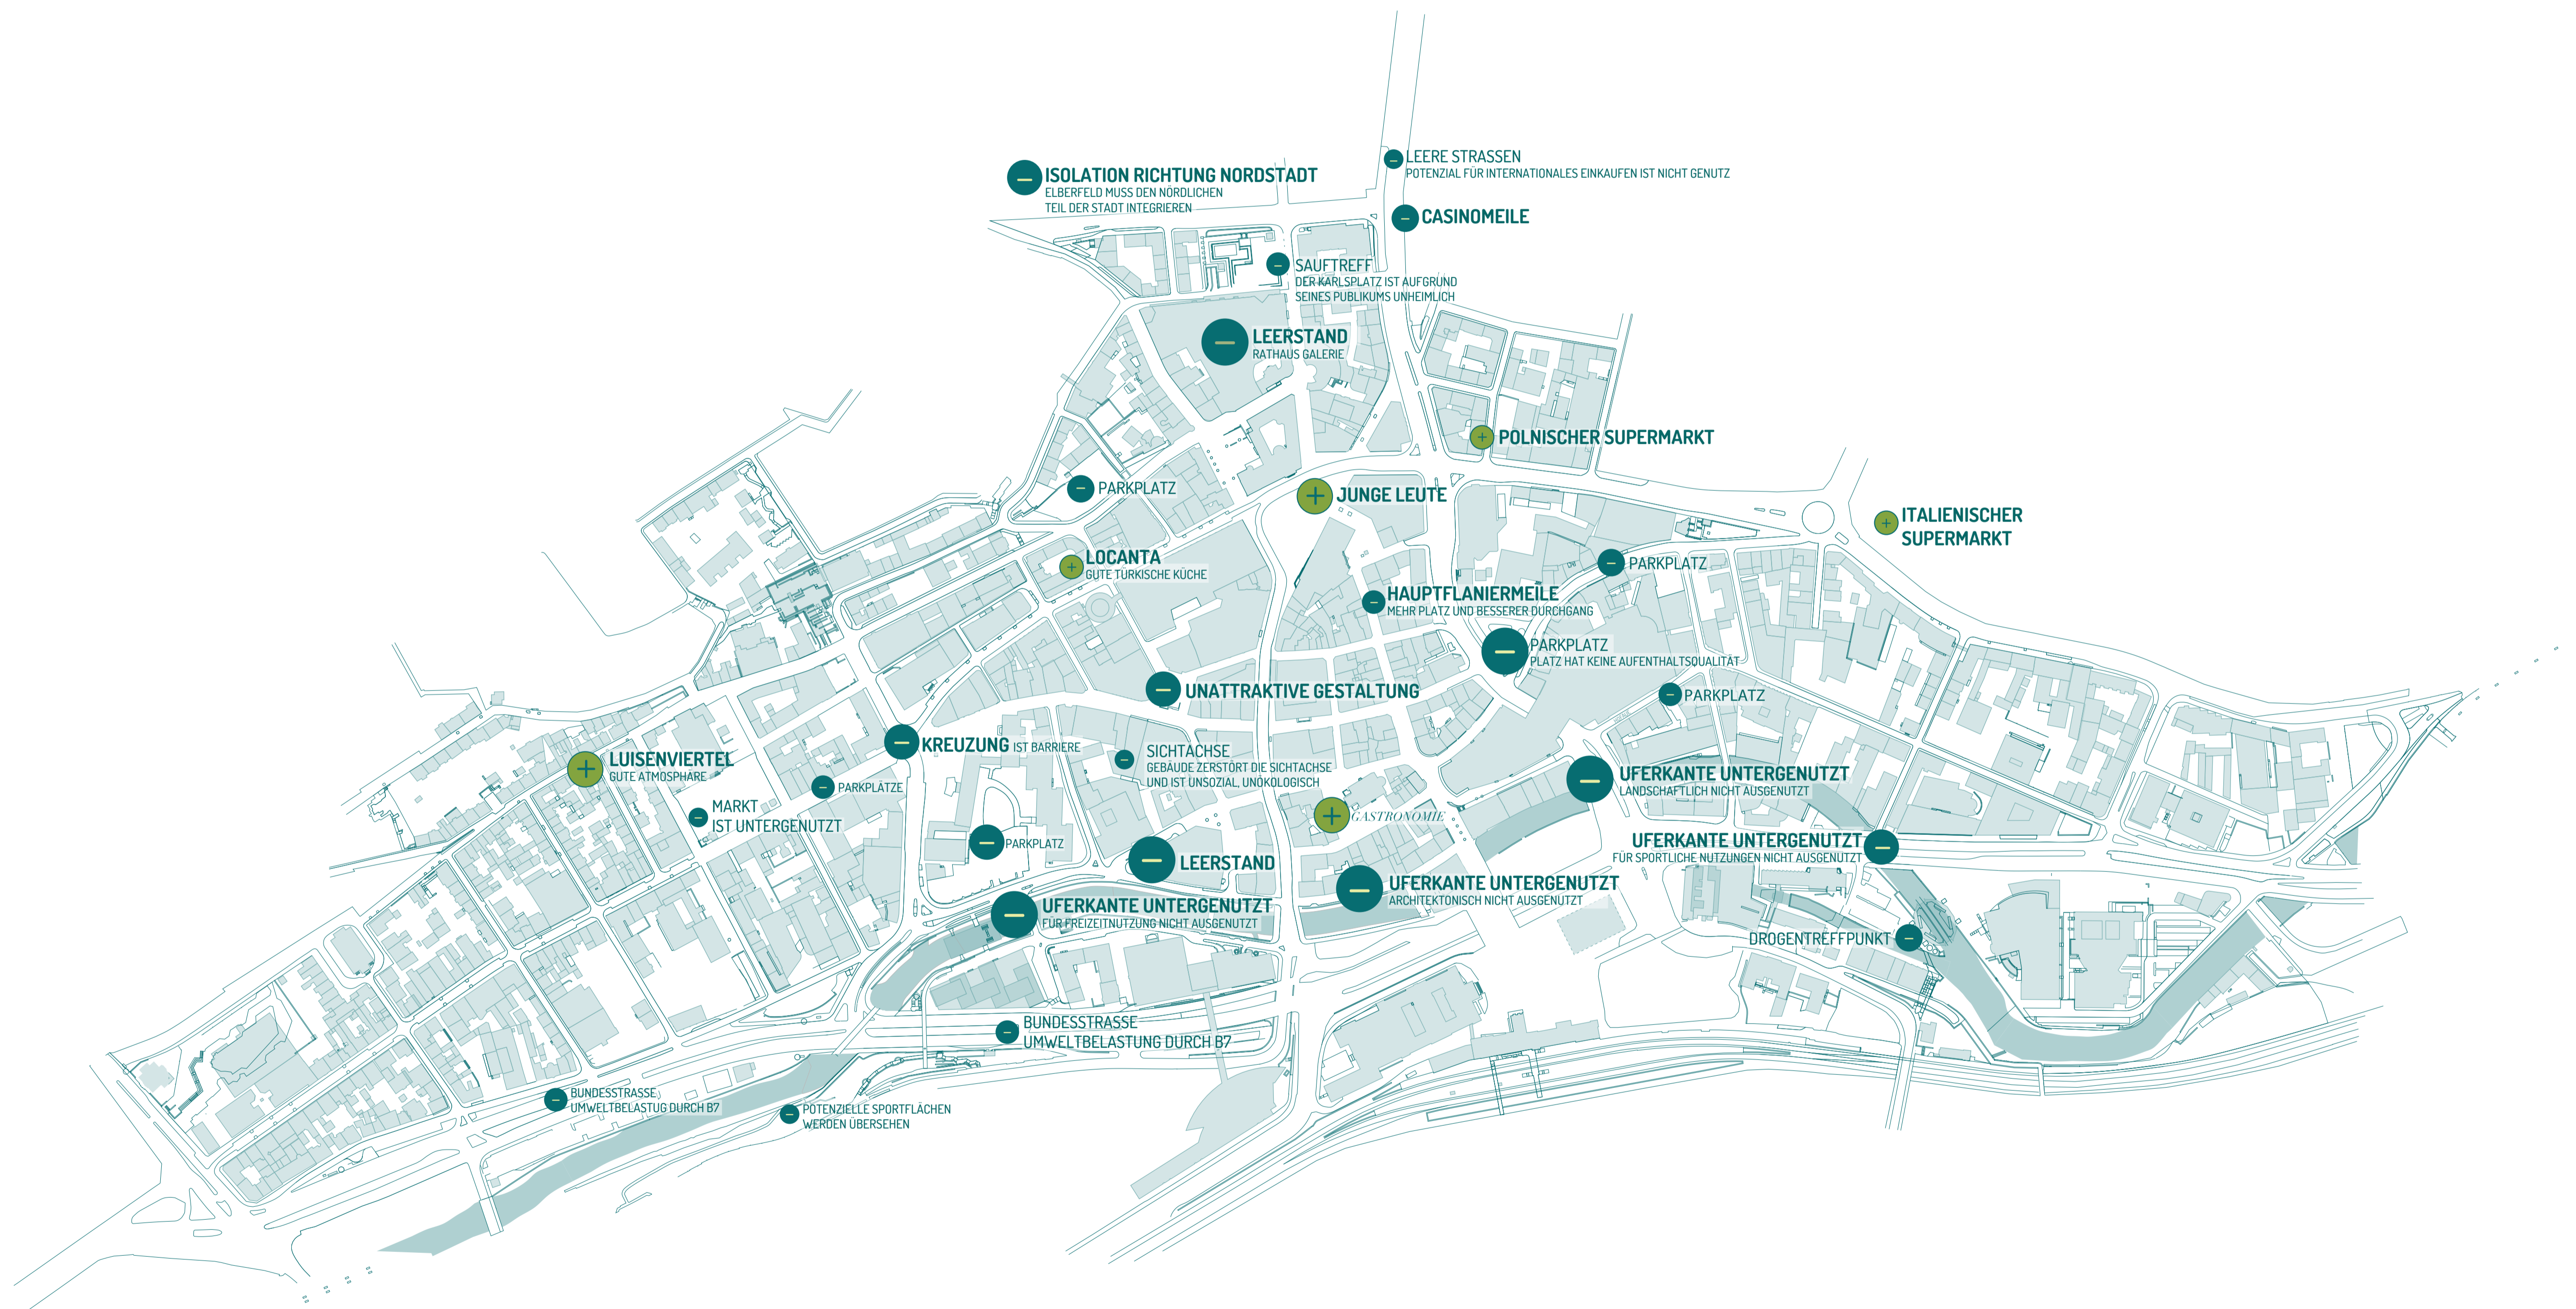 LEERE STRASSEN
POTENZIAL FÜR INTERNATIONALES EINKAUFEN IST NICHT GENUTZ
ISOLATION RICHTUNG NORDSTADT
ELBERFELD MUSS DEN NÖRDLICHEN
TEIL DER STADT INTEGRIEREN
CASINOMEILE
SAUFTREFF
DER KARLSPLATZ IST AUFGRUND
SEINES PUBLIKUMS UNHEIMLICH
LEERSTAND
RATHAUS GALERIE
POLNISCHER SUPERMARKT
PARKPLATZ
JUNGE LEUTE
ITALIENISCHER
SUPERMARKT
LOCANTA
GUTE TÜRKISCHE KÜCHE
PARKPLATZ
HAUPTFLANIERMEILE
MEHR PLATZ UND BESSERER DURCHGANG
PARKPLATZ
PLATZ HAT KEINE AUFENTHALTSQUALITÄT
UNATTRAKTIVE GESTALTUNG
PARKPLATZ
KREUZUNG IST BARRIERE
SICHTACHSE
GEBÄUDE ZERSTÖRT DIE SICHTACHSE
UND IST UNSOZIAL, UNÖKOLOGISCH
LUISENVIERTEL
GUTE ATMOSPHÄRE
UFERKANTE UNTERGENUTZT
LANDSCHAFTLICH NICHT AUSGENUTZT
PARKPLÄTZE
MARKT
IST UNTERGENUTZT
GASTRONOMIE
PARKPLATZ
UFERKANTE UNTERGENUTZT
FÜR SPORTLICHE NUTZUNGEN NICHT AUSGENUTZT
LEERSTAND
UFERKANTE UNTERGENUTZT
ARCHITEKTONISCH NICHT AUSGENUTZT
UFERKANTE UNTERGENUTZT
FÜR FREIZEITNUTZUNG NICHT AUSGENUTZT
DROGENTREFFPUNKT
BUNDESSTRASSE
UMWELTBELASTUNG DURCH B7
BUNDESSTRASSE
UMWELTBELASTUG DURCH B7
POTENZIELLE SPORTFLÄCHEN
WERDEN ÜBERSEHEN